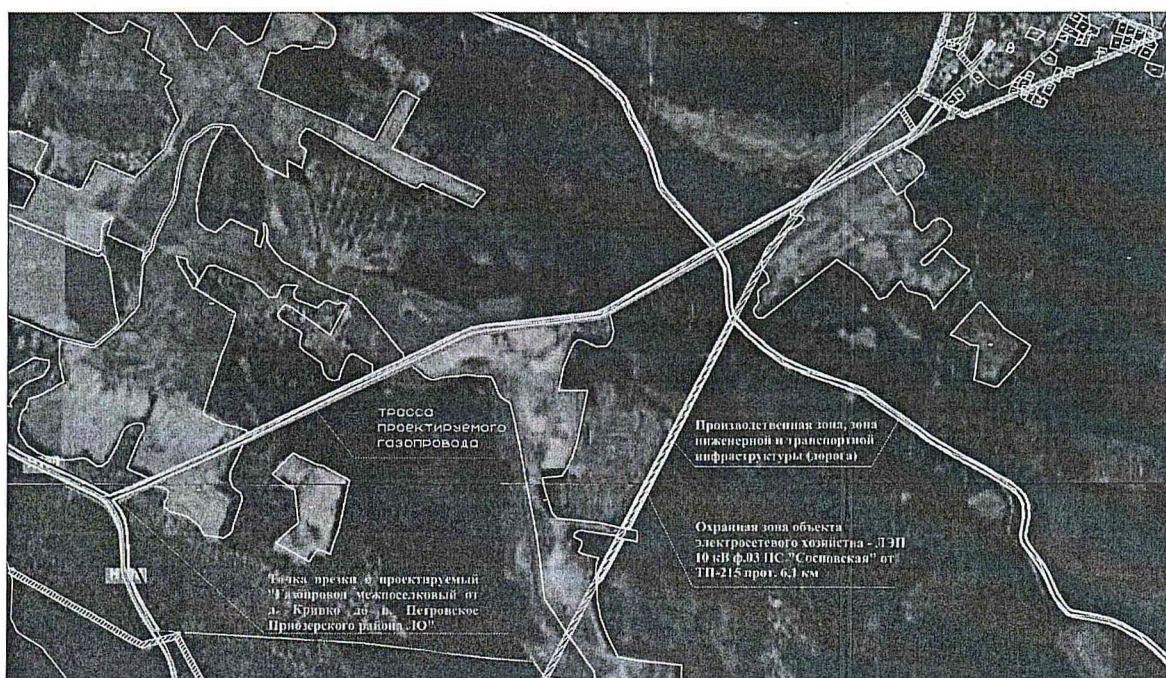 трасса
проектируемого
газопровода
Производственная зона, зона
инженерной и транспортной
инфраструктуры (дорога)
Охранная зона объекта
электросетевого хозяйства - ЛЭП
10 кВ ф.03 ПС "Сосновская" от
ТП-215 прот. 6,1 км
Точка врезки в проектируемый
"Газопровод межпоселковый от
д. Кривко до п. Петровское
Приозерского района ЛО"